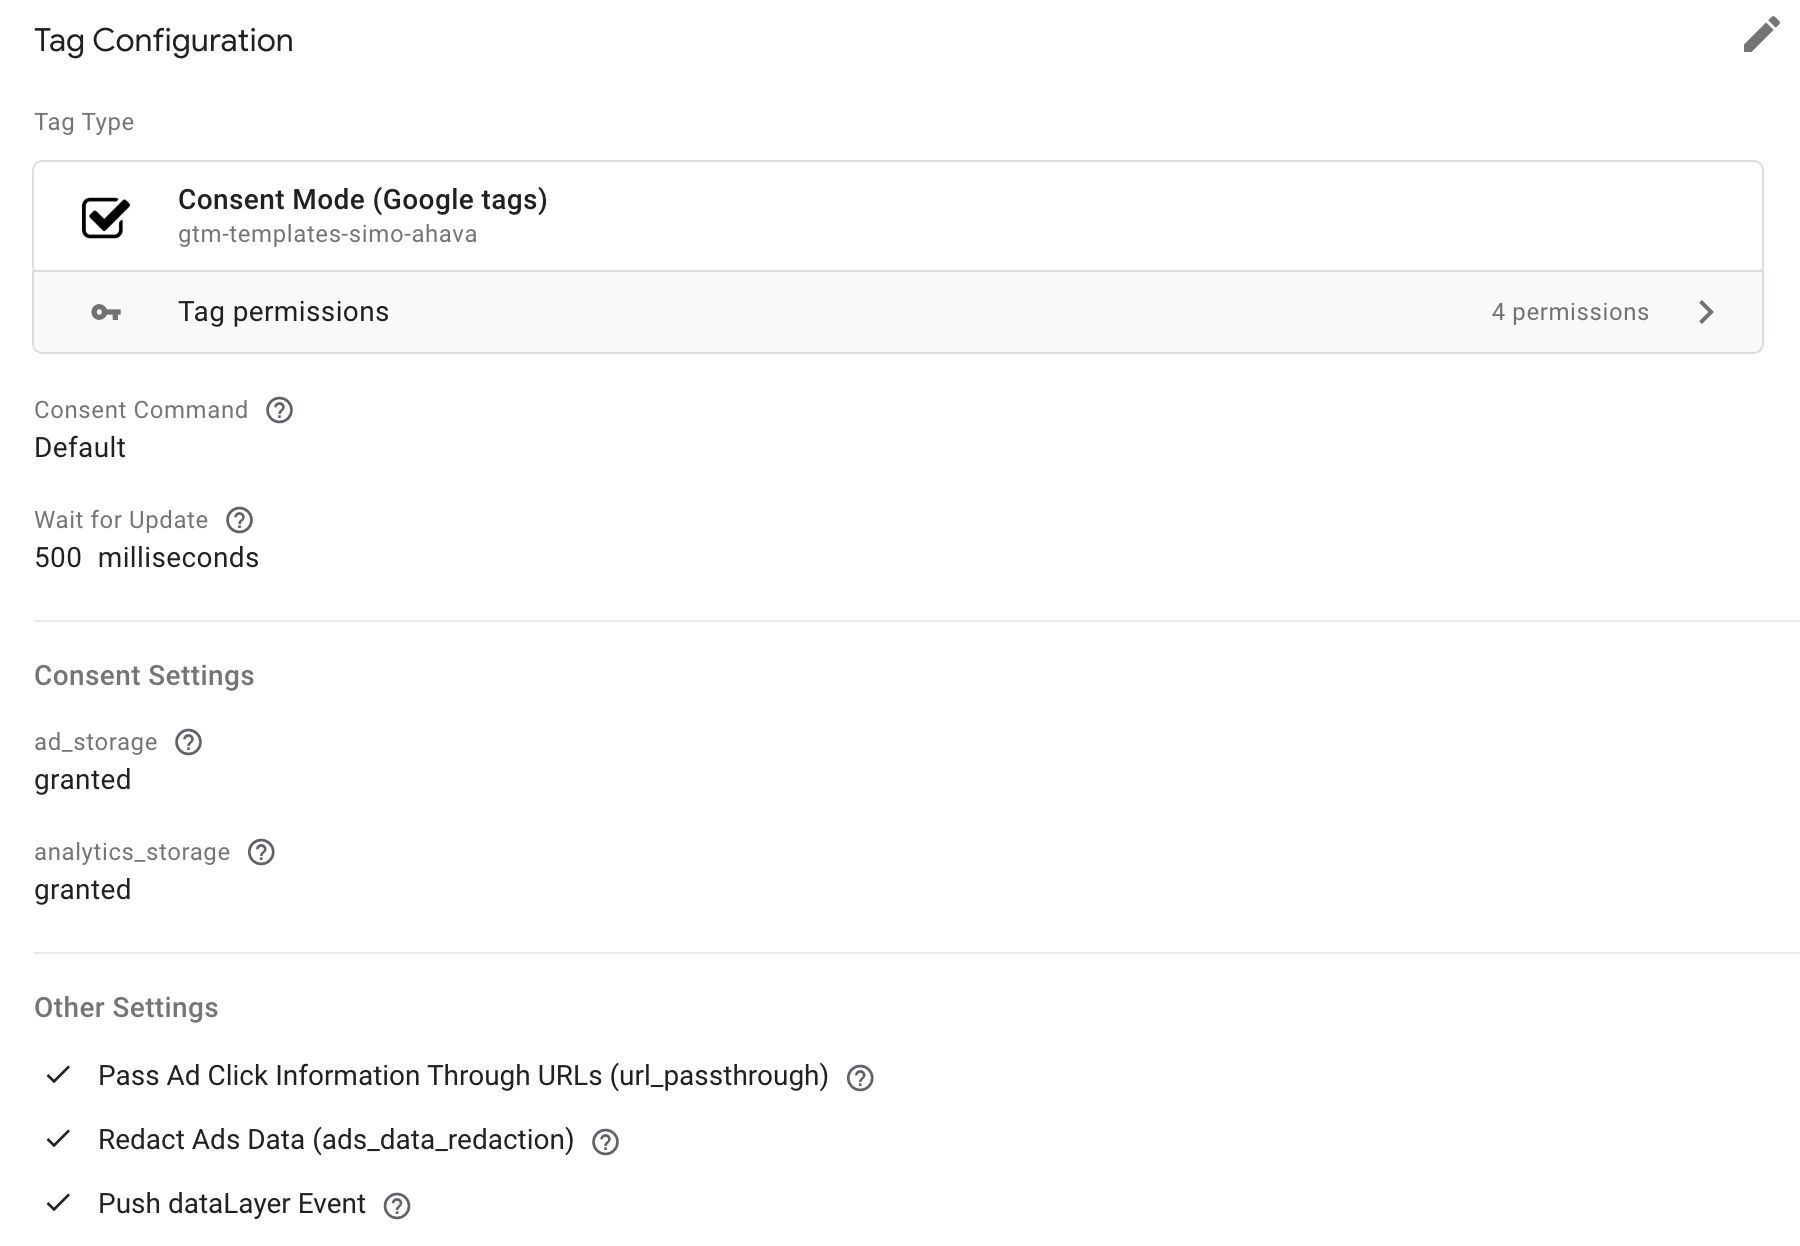 Tag Configuration
Tag Type
Consent Mode (Google tags)
gtm-templates-simo-ahava
Tag permissions 4 permissions
Consent Command
Default
Wait for Update
500 milliseconds
Consent Settings
ad_storage
granted
analytics_storage
granted
Other Settings
Pass Ad Click Information Through URLs (url_passthrough)
Redact Ads Data (ads_data_redaction)
Push dataLayer Event